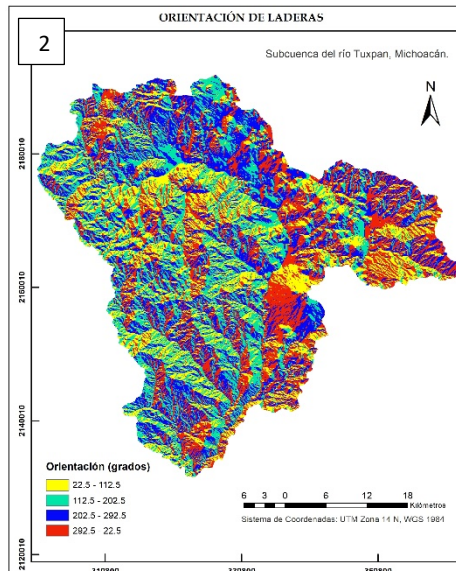 ORIENTACIÓN DE LADERAS
2
Subcuenca del río Tuxpan, Michoacán.
N
2180010
2160010
2140010
2120010
Orientación (grados)
22.5 - 112.5
112.5 - 202.5
202.5 - 292.5
292.5 22.5
6 3 0 6 12 18
Kilómetros
Sistema de Coordenadas: UTM Zona 14 N, WGS 1984